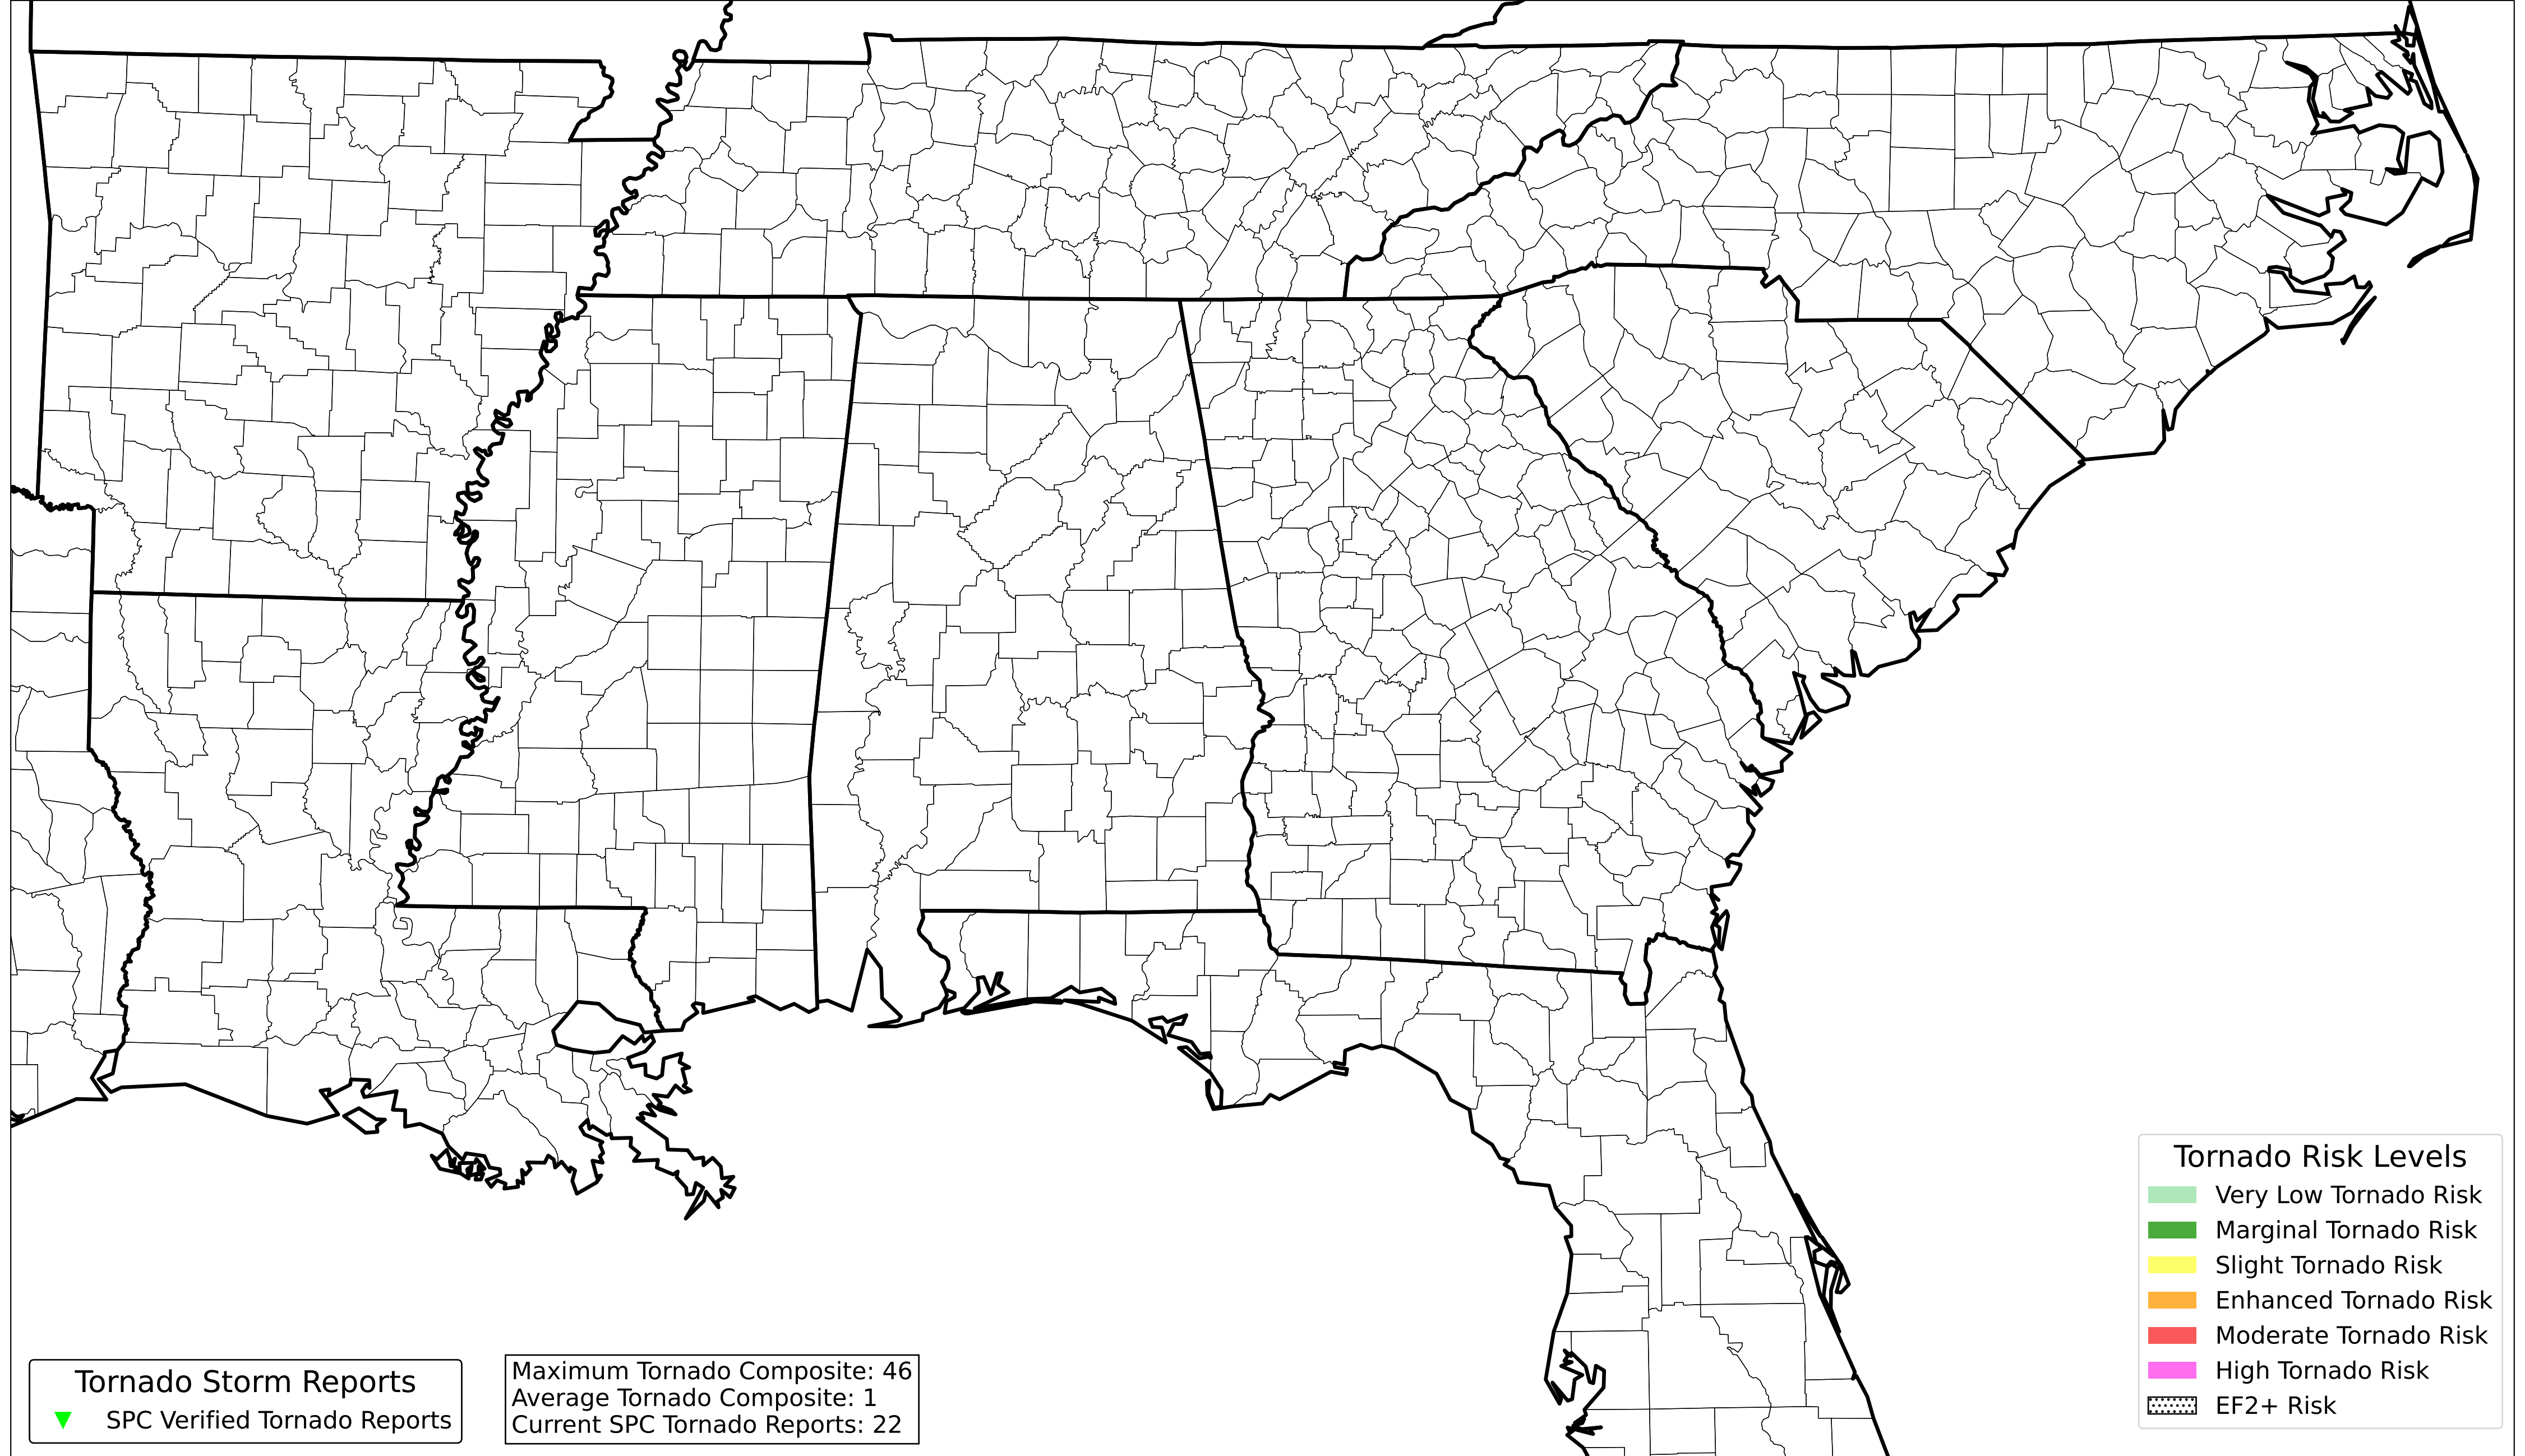 Tornado Storm Reports
SPC Verified Tornado Reports
Maximum Tornado Composite: 46
Average Tornado Composite: 1
Current SPC Tornado Reports: 22
Tornado Risk Levels
Very Low Tornado Risk
Marginal Tornado Risk
Slight Tornado Risk
Enhanced Tornado Risk
Moderate Tornado Risk
High Tornado Risk
EF2+ Risk